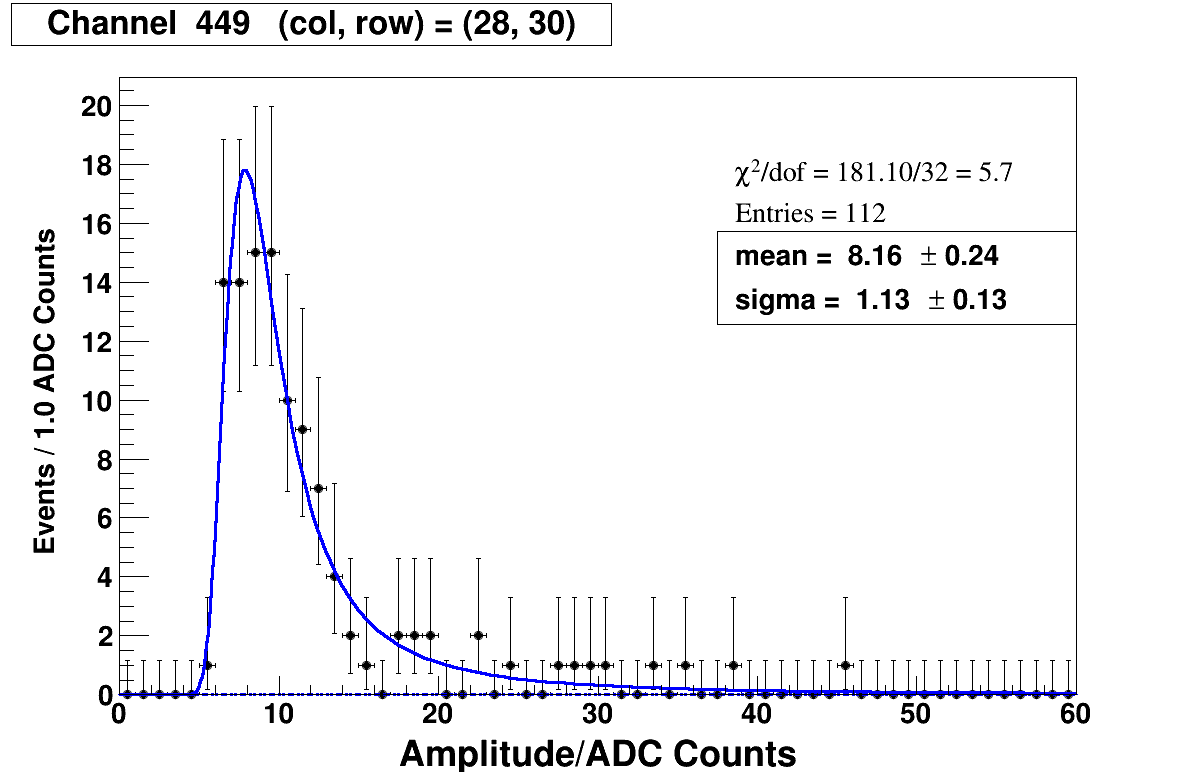 Channel 449 (col, row) = (28, 30)
χ²/dof = 181.10/32 = 5.7
Entries = 112
mean = 8.16 ± 0.24
sigma = 1.13 ± 0.13
Events / 1.0 ADC Counts
20
18
16
14
12
10
8
6
4
2
0
0 10 20 30 40 50 60
Amplitude/ADC Counts